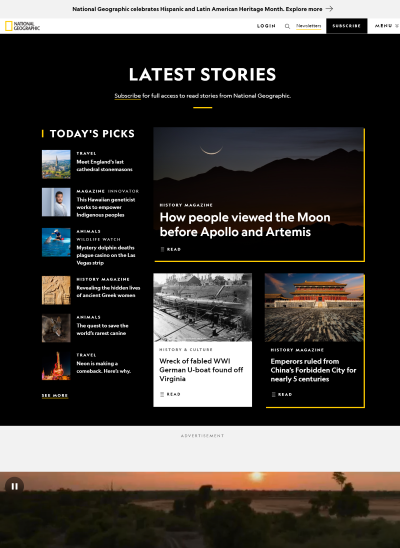 National Geographic celebrates Hispanic and Latin American Heritage Month. Explore more
NATIONAL
GEOGRAPHIC
LOGIN
Newsletters
SUBSCRIBE
MENU
LATEST STORIES
Subscribe for full access to read stories from National Geographic.
TODAY'S PICKS
TRAVEL
Meet England's last
cathedral stonemasons
MAGAZINE INNOVATOR
This Hawaiian geneticist
works to empower
Indigenous peoples
ANIMALS
WILDLIFE WATCH
Mystery dolphin deaths
plague casino on the Las
Vegas strip
HISTORY MAGAZINE
Revealing the hidden lives
of ancient Greek women
ANIMALS
The quest to save the
world's rarest canine
TRAVEL
Neon is making a
comeback. Here's why.
SEE MORE
HISTORY MAGAZINE
How people viewed the Moon
before Apollo and Artemis
READ
HISTORY & CULTURE
Wreck of fabled WWI
German U-boat found off
Virginia
READ
HISTORY MAGAZINE
Emperors ruled from
China's Forbidden City for
nearly 5 centuries
READ
ADVERTISEMENT